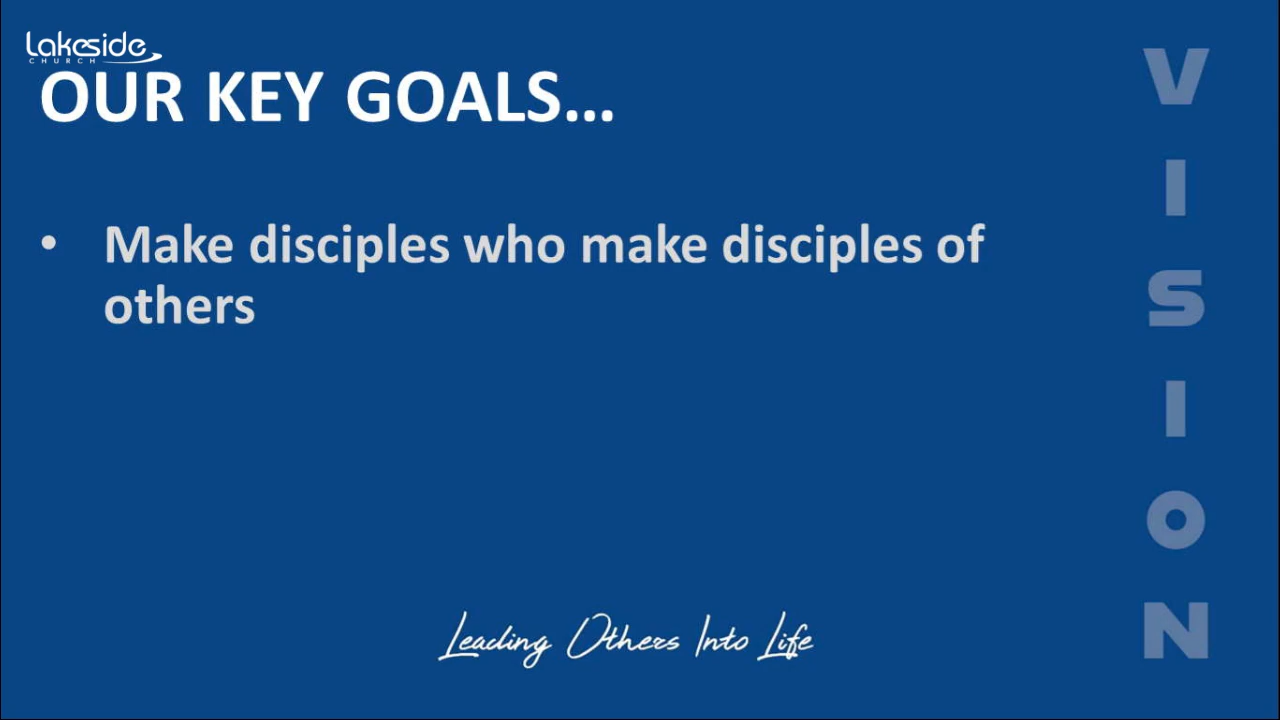 Lakeside
CHURCH
OUR KEY GOALS...
• Make disciples who make disciples of
others
Leading Others Into Life
V
I
S
I
O
N